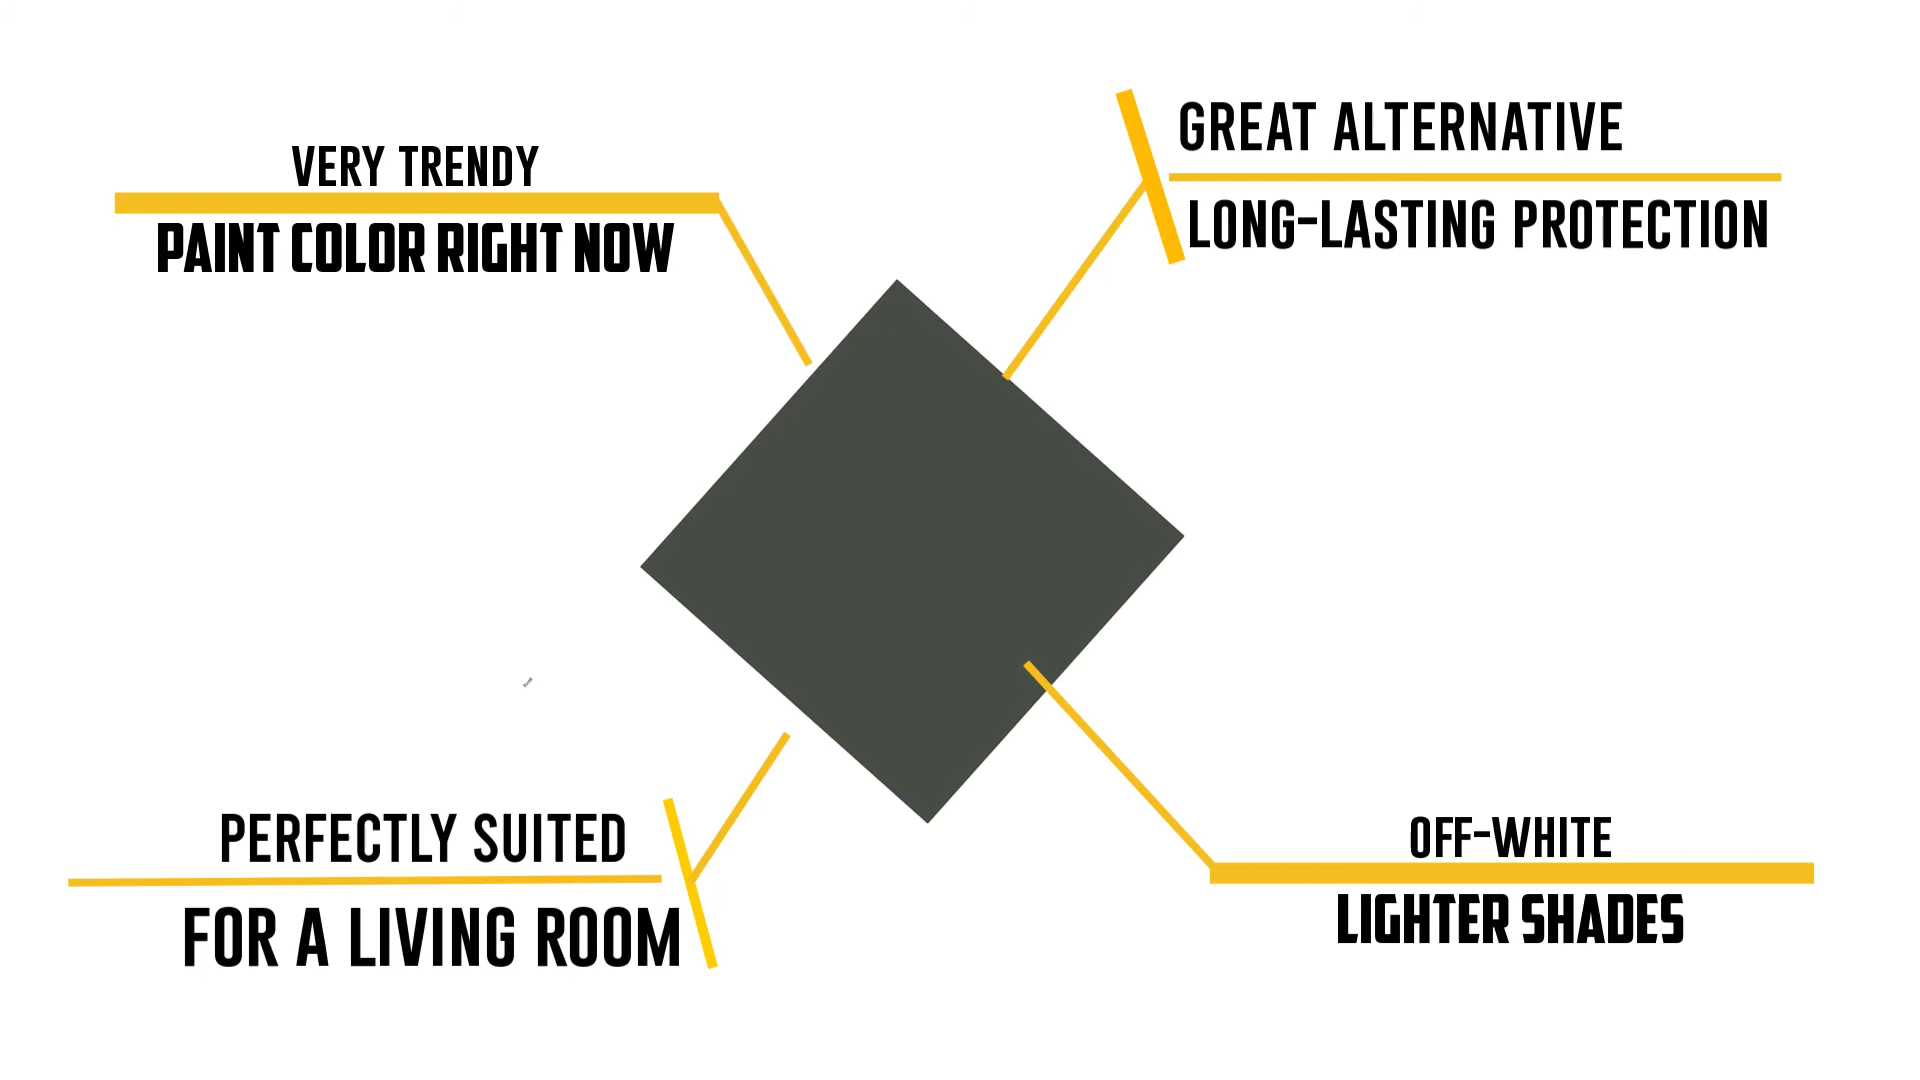 VERY TRENDY
PAINT COLOR RIGHT NOW
GREAT ALTERNATIVE
LONG-LASTING PROTECTION
PERFECTLY SUITED
FOR A LIVING ROOM
OFF-WHITE
LIGHTER SHADES